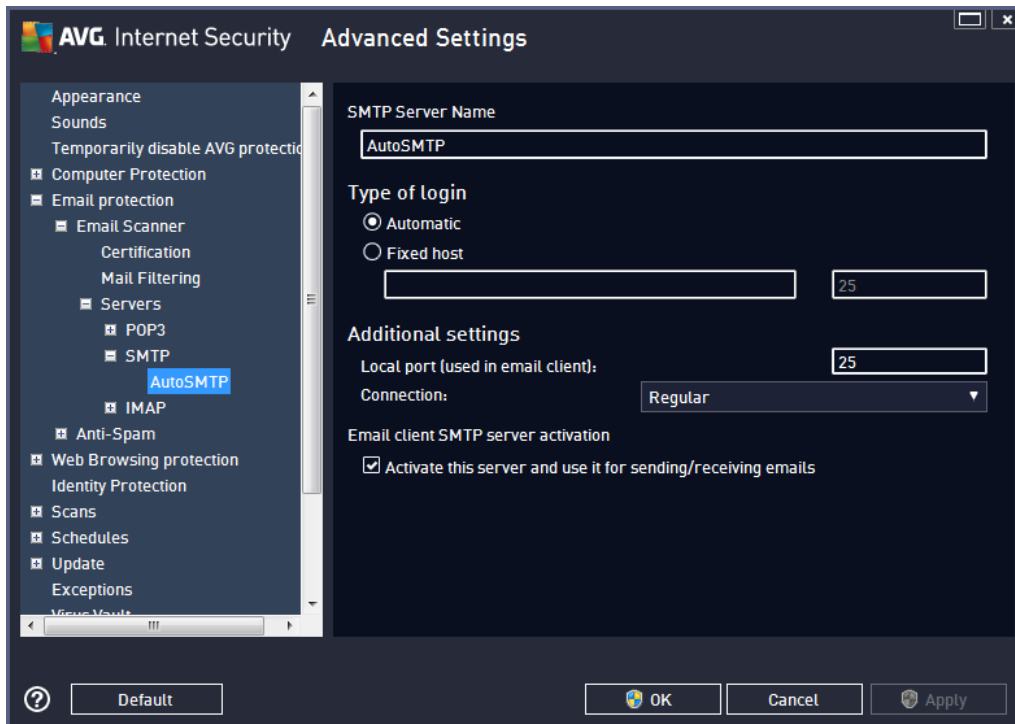 AVG. Internet Security Advanced Settings
Appearance
Sounds
Temporarily disable AVG protectio
Computer Protection
Email protection
Email Scanner
Certification
Mail Filtering
Servers
POP3
SMTP
AutoSMTP
IMAP
Anti-Spam
Web Browsing protection
Identity Protection
Scans
Schedules
Update
Exceptions
Virus Vault
SMTP Server Name
AutoSMTP
Type of login
Automatic
Fixed host
25
Additional settings
Local port (used in email client): 25
Connection: Regular
Email client SMTP server activation
Activate this server and use it for sending/receiving emails
? Default OK Cancel Apply